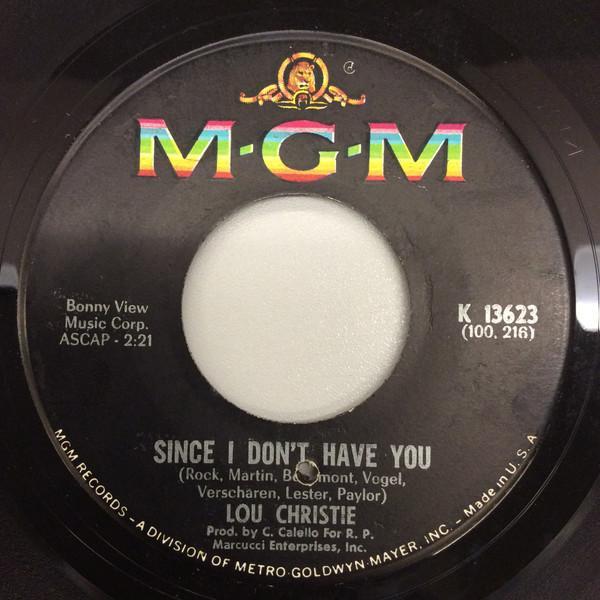 M·G·M
Bonny View
Music Corp.
ASCAP - 2:21
K 13623
(100, 216)
SINCE I DON'T HAVE YOU
(Rock, Martin, Vogel,
Verscharen, Lester, Paylor)
LOU CHRISTIE
Prod. by C. Calello For R. P.
Marcucci Enterprises, Inc.
MGM RECORDS - A DIVISION OF METRO-GOLDWYN-MAYER, INC. - Made in U. S. A